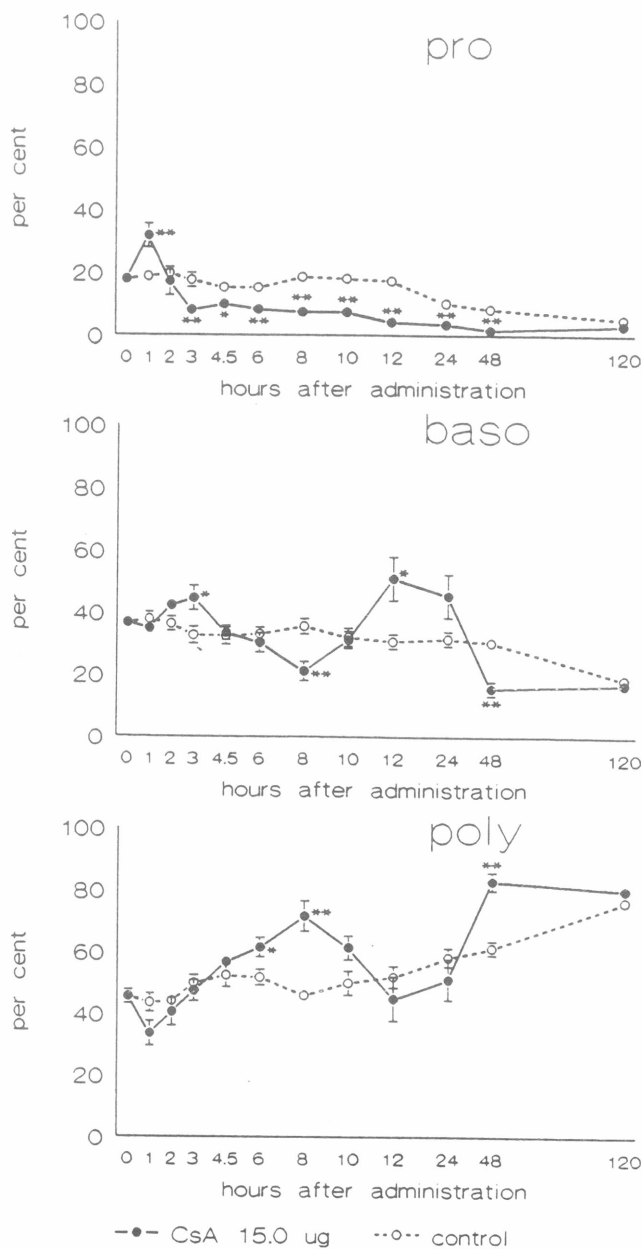 pro
100
80
60
40
20
0
per cent
**
** * ** ** ** ** ** **
0 1 2 3 4.5 6 8 10 12 24 48 120
hours after administration
baso
100
80
60
40
20
0
per cent
* ** * **
0 1 2 3 4.5 6 8 10 12 24 48 120
hours after administration
poly
100
80
60
40
20
0
per cent
* ** **
0 1 2 3 4.5 6 8 10 12 24 48 120
hours after administration
CsA 15.0 ug control